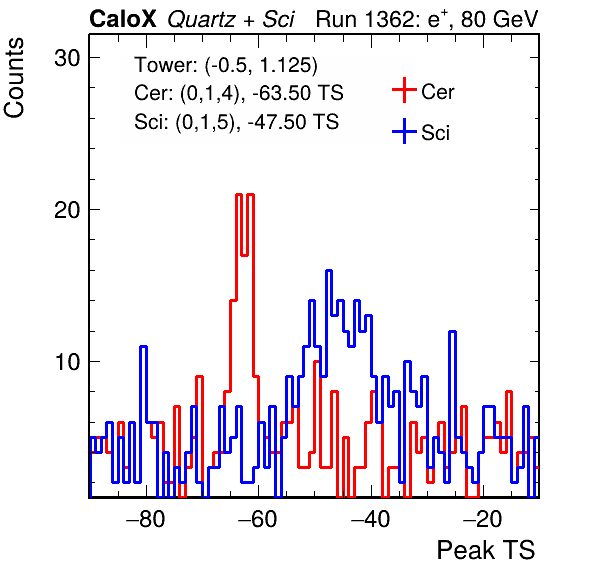 CaloX Quartz + Sci Run 1362: e⁺, 80 GeV
Counts
Tower: (-0.5, 1.125)
Cer: (0,1,4), -63.50 TS
Sci: (0,1,5), -47.50 TS
Cer
Sci
30
20
10
−80 −60 −40 −20
Peak TS